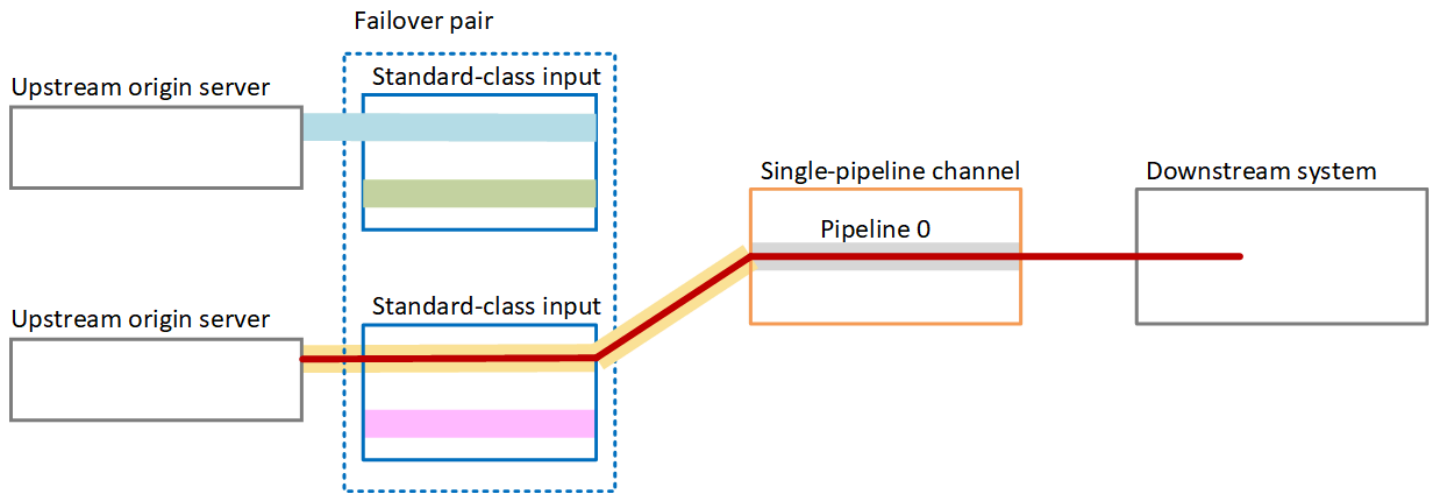 Failover pair
Upstream origin server
Standard-class input
Single-pipeline channel
Pipeline 0
Downstream system
Upstream origin server
Standard-class input